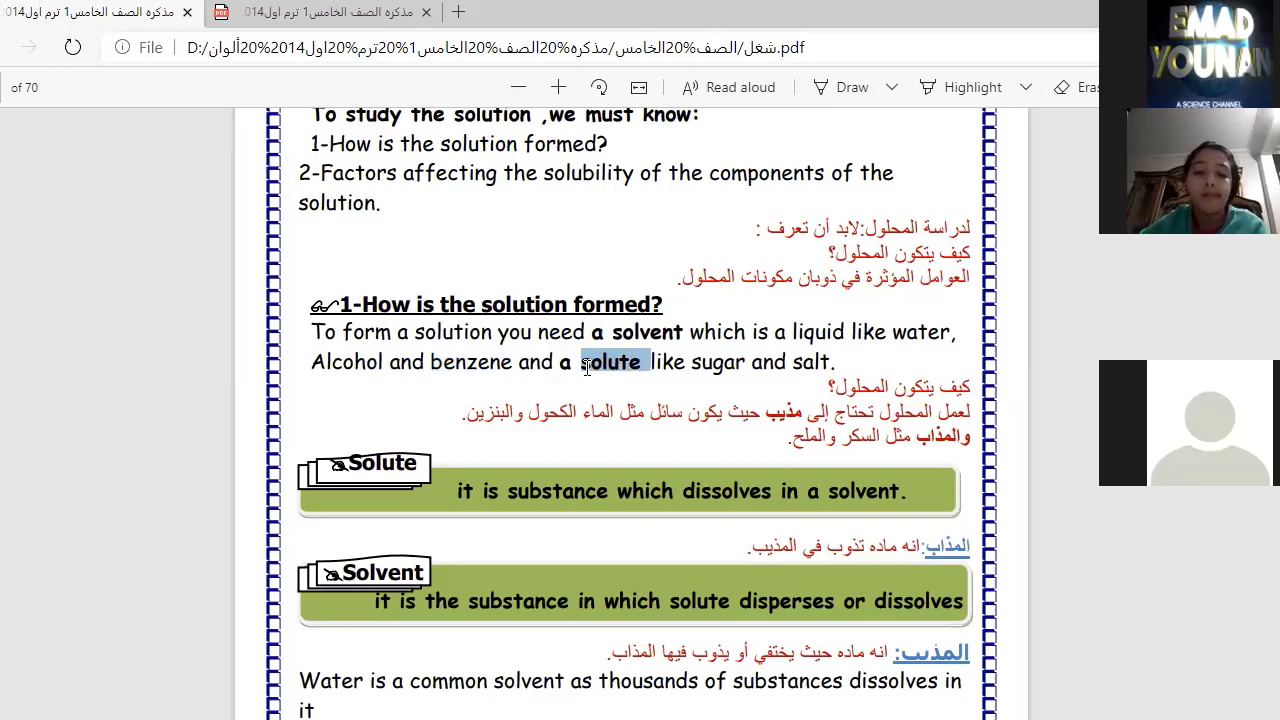 مذكره الصف الخامس1 ترم اول2014
مذكره الصف الخامس1 ترم اول2014
File
D:/شغل/الصف%20الخامس/مذكره%20الصف%20الخامس1%20ترم%20اول2014%20ألوان.pdf
of 70
Read aloud
Draw
Highlight
Eras
To study the solution ,we must know:
1-How is the solution formed?
2-Factors affecting the solubility of the components of the
solution.
لدراسة المحلول:لابد أن تعرف :
كيف يتكون المحلول؟
العوامل المؤثرة في ذوبان مكونات المحلول.
1-How is the solution formed?
To form a solution you need a solvent which is a liquid like water,
Alcohol and benzene and a solute like sugar and salt.
كيف يتكون المحلول؟
لعمل المحلول تحتاج إلى مذيب حيث يكون سائل مثل الماء الكحول والبنزين.
والمذاب مثل السكر والملح.
Solute
it is substance which dissolves in a solvent.
المذاب:انه ماده تذوب في المذيب.
Solvent
it is the substance in which solute disperses or dissolves
المذيب: انه ماده حيث يختفي أو يذوب فيها المذاب.
Water is a common solvent as thousands of substances dissolves in
it
EMAD
YOUNAN
A SCIENCE CHANNEL